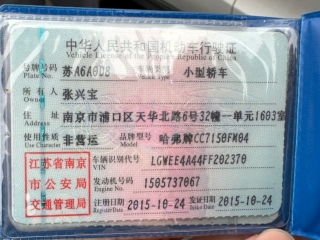 中华人民共和国机动车行驶证
Vehicle License of the People's Republic of China
号牌号码 苏A6A0D8 车辆类型 小型轿车
Plate No. Vehicle Type
所有人 张兴宝
Owner
住址 南京市浦口区天华北路6号32幢一单元1603室
Address
使用性质 非营运 品牌型号 哈弗牌CC7150FM04
Use Character Model
江苏省南京
市公安局
交通管理局
车辆识别代号 LGWEE4A44FF202370
VIN
发动机号码 1505737067
Engine No.
注册日期 2015-10-24 发证日期 2015-10-24
Register Date Issue Date